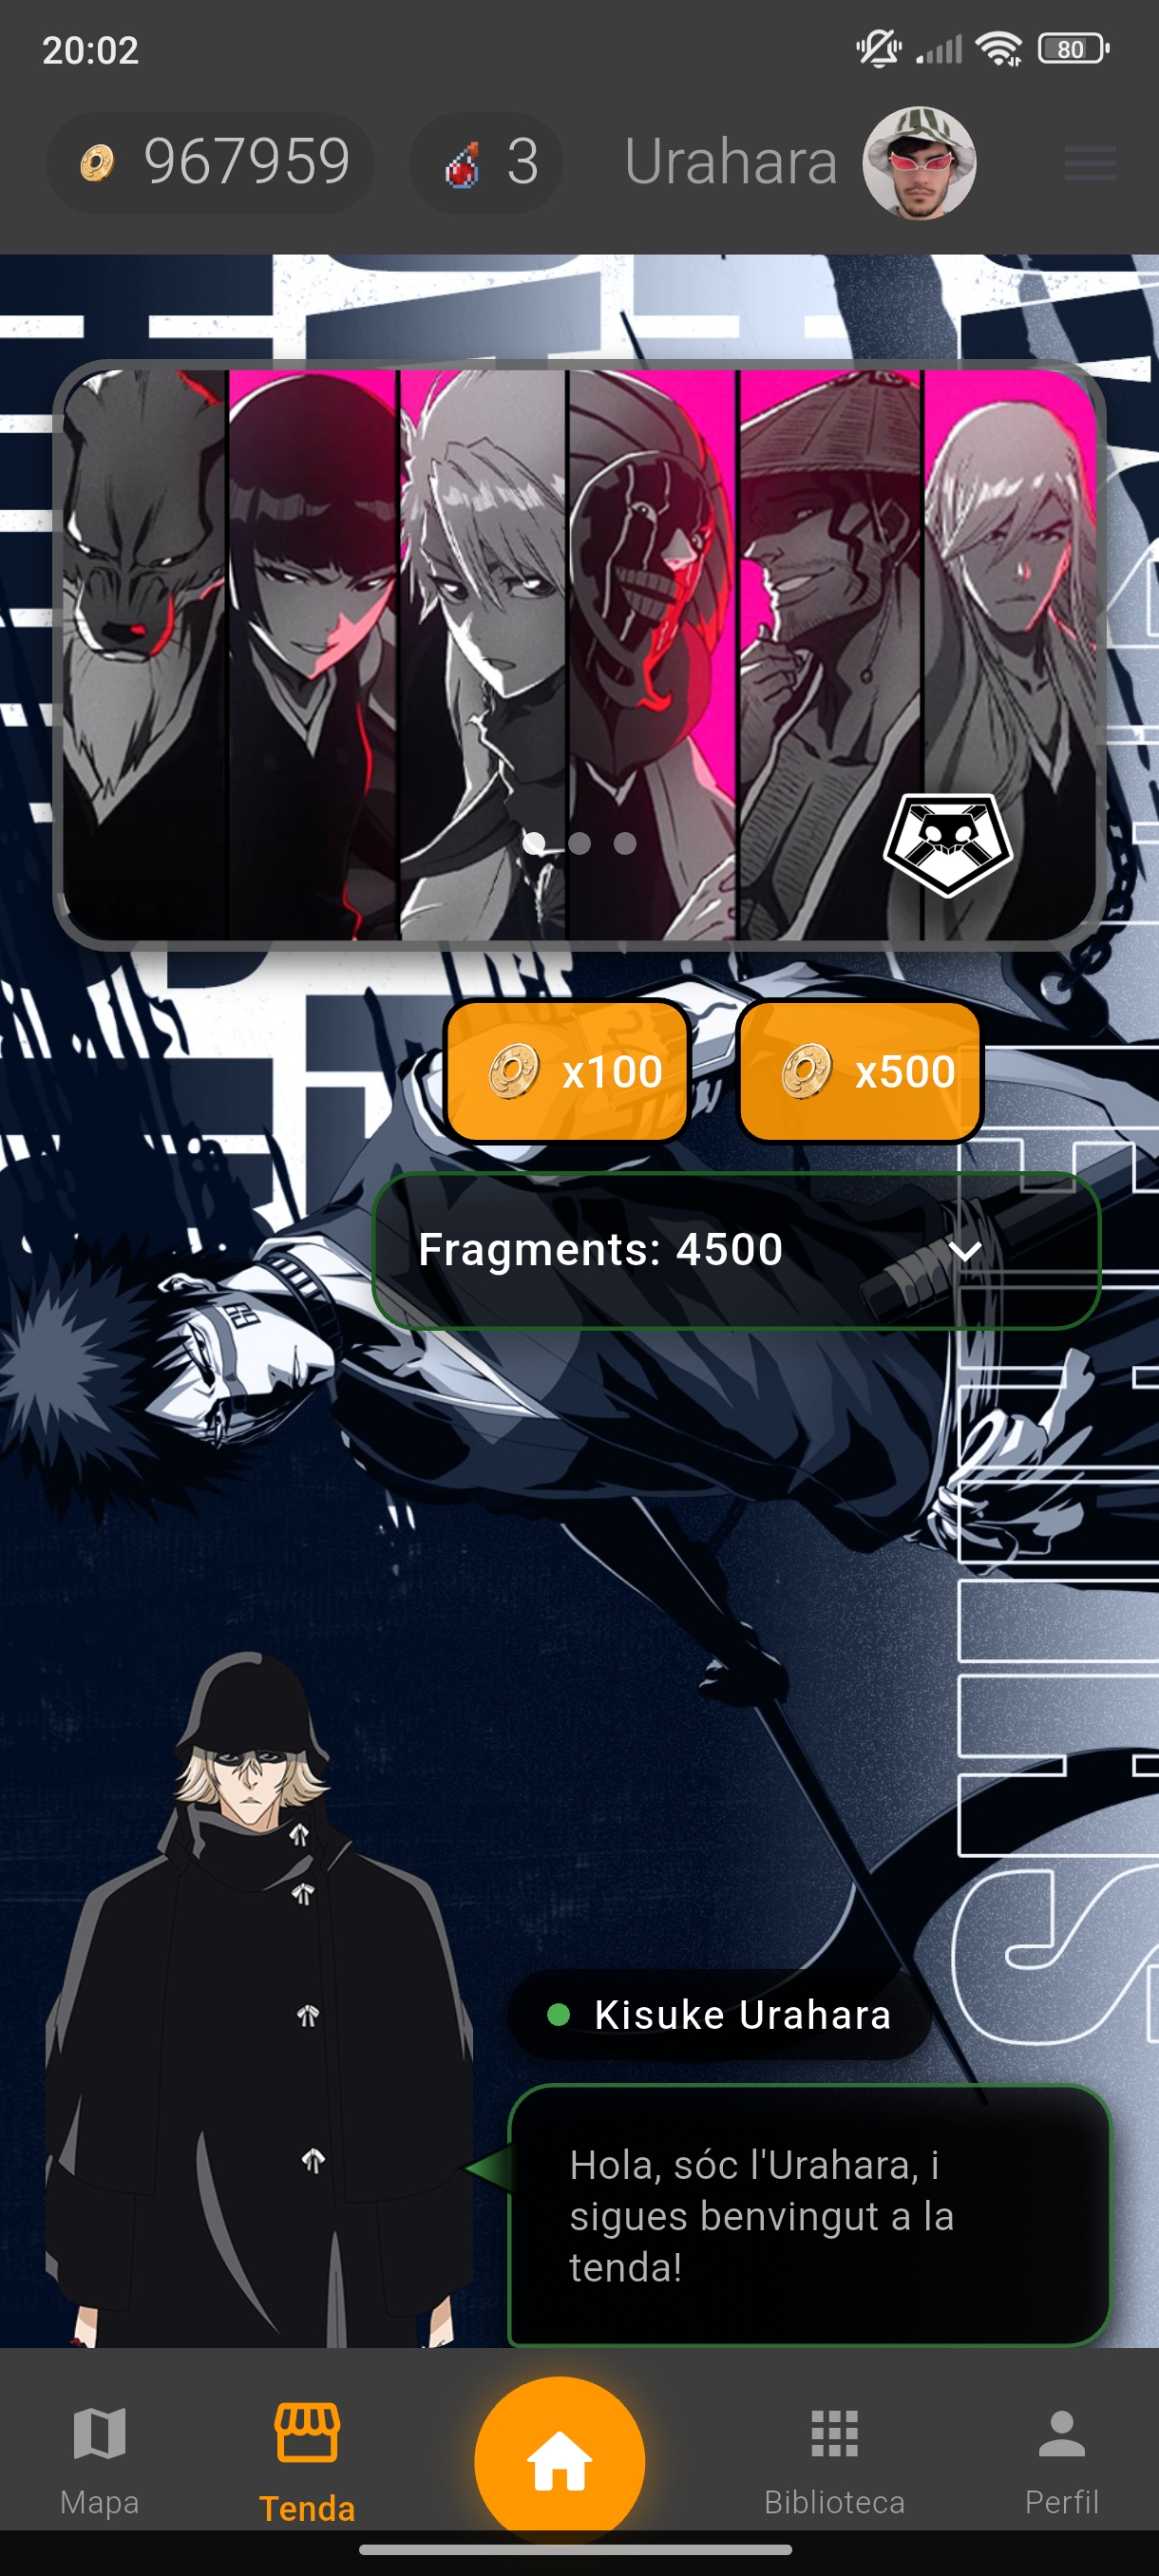 20:02
80
967959
3
Urahara
x100
x500
Fragments: 4500
Kisuke Urahara
Hola, sóc l'Urahara, i
sigues benvingut a la
tenda!
Mapa
Tenda
Biblioteca
Perfil